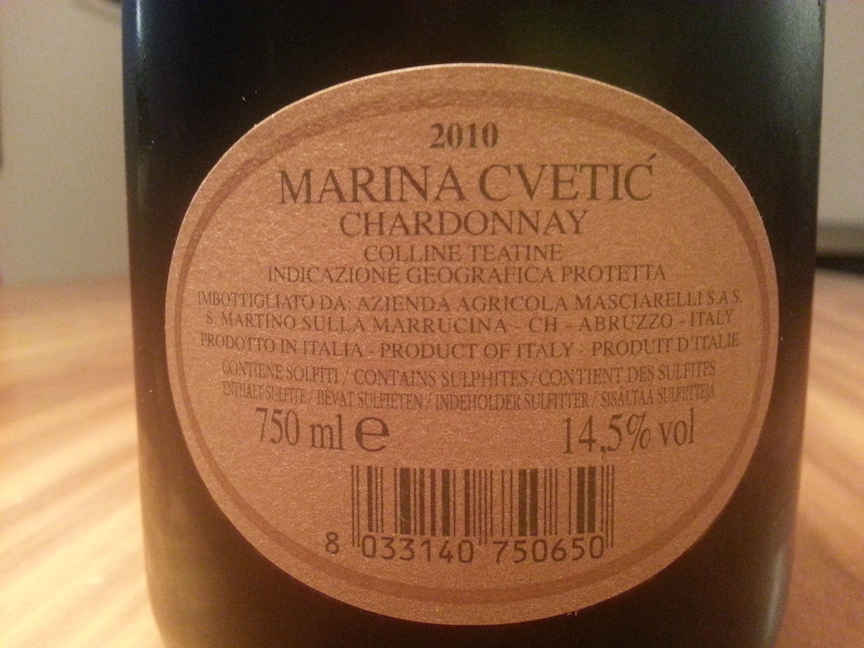 2010
MARINA CVETIĆ
CHARDONNAY
COLLINE TEATINE
INDICAZIONE GEOGRAFICA PROTETTA
IMBOTTIGLIATO DA: AZIENDA AGRICOLA MASCIARELLI S.A.S.
S. MARTINO SULLA MARRUCINA - CH - ABRUZZO - ITALY
PRODOTTO IN ITALIA - PRODUCT OF ITALY - PRODUIT D'ITALIE
CONTIENE SOLFITI / CONTAINS SULPHITES / CONTIENT DES SULFITES
ENTHÄLT SULFITE / BEVAT SULFIETEN / INDEHOLDER SULFITTER / SISÄLTÄÄ SULFIITTEJA
750 ml e 14,5% vol
8 033140 750650